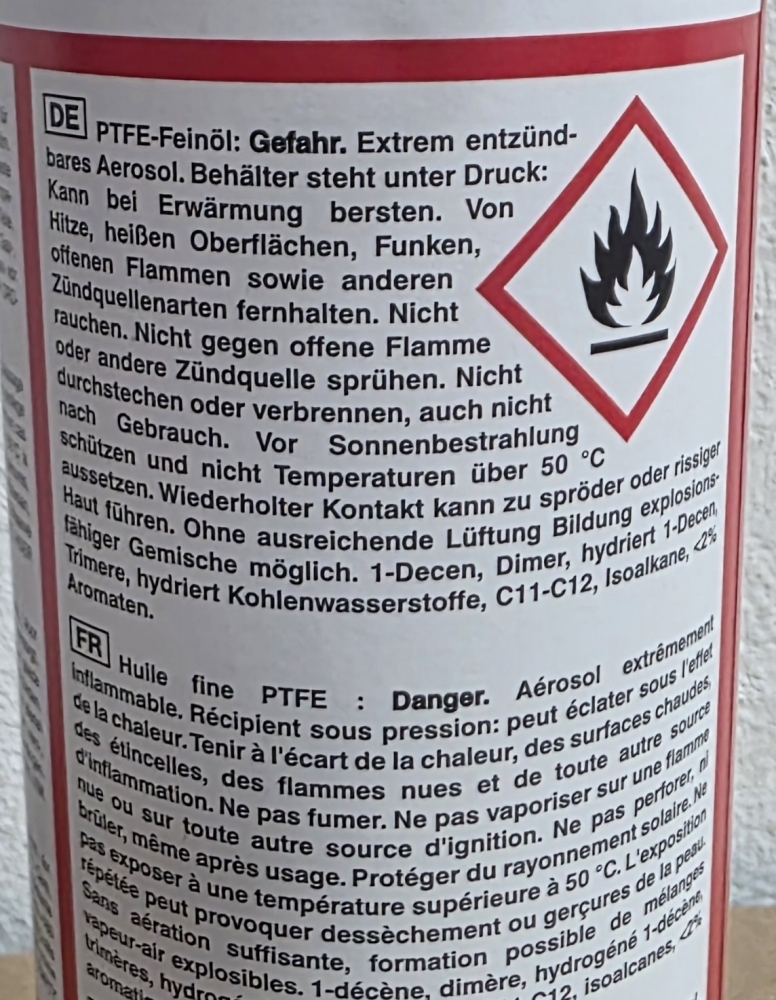 DE PTFE-Feinöl: Gefahr. Extrem entzünd-
bares Aerosol. Behälter steht unter Druck:
Kann bei Erwärmung bersten. Von
Hitze, heißen Oberflächen, Funken,
offenen Flammen sowie anderen
Zündquellenarten fernhalten. Nicht
rauchen. Nicht gegen offene Flamme
oder andere Zündquelle sprühen. Nicht
durchstechen oder verbrennen, auch nicht
nach Gebrauch. Vor Sonnenbestrahlung
schützen und nicht Temperaturen über 50 °C
aussetzen. Wiederholter Kontakt kann zu spröder oder rissiger
Haut führen. Ohne ausreichende Lüftung Bildung explosions-
fähiger Gemische möglich. 1-Decen, Dimer, hydriert 1-Decen,
Trimere, hydriert Kohlenwasserstoffe, C11-C12, Isoalkane, <2%
Aromaten.
FR Huile fine PTFE : Danger. Aérosol extrêmement
inflammable. Récipient sous pression: peut éclater sous l'effet
de la chaleur. Tenir à l'écart de la chaleur, des surfaces chaudes,
des étincelles, des flammes nues et de toute autre source
d'inflammation. Ne pas fumer. Ne pas vaporiser sur une flamme
nue ou sur toute autre source d'ignition. Ne pas perforer, ni
brûler, même après usage. Protéger du rayonnement solaire. Ne
pas exposer à une température supérieure à 50 °C. L'exposition
répétée peut provoquer dessèchement ou gerçures de la peau.
Sans aération suffisante, formation possible de mélanges
vapeur-air explosibles. 1-décène, dimère, hydrogéné 1-décène,
trimères, C12, isoalcanes, <2%